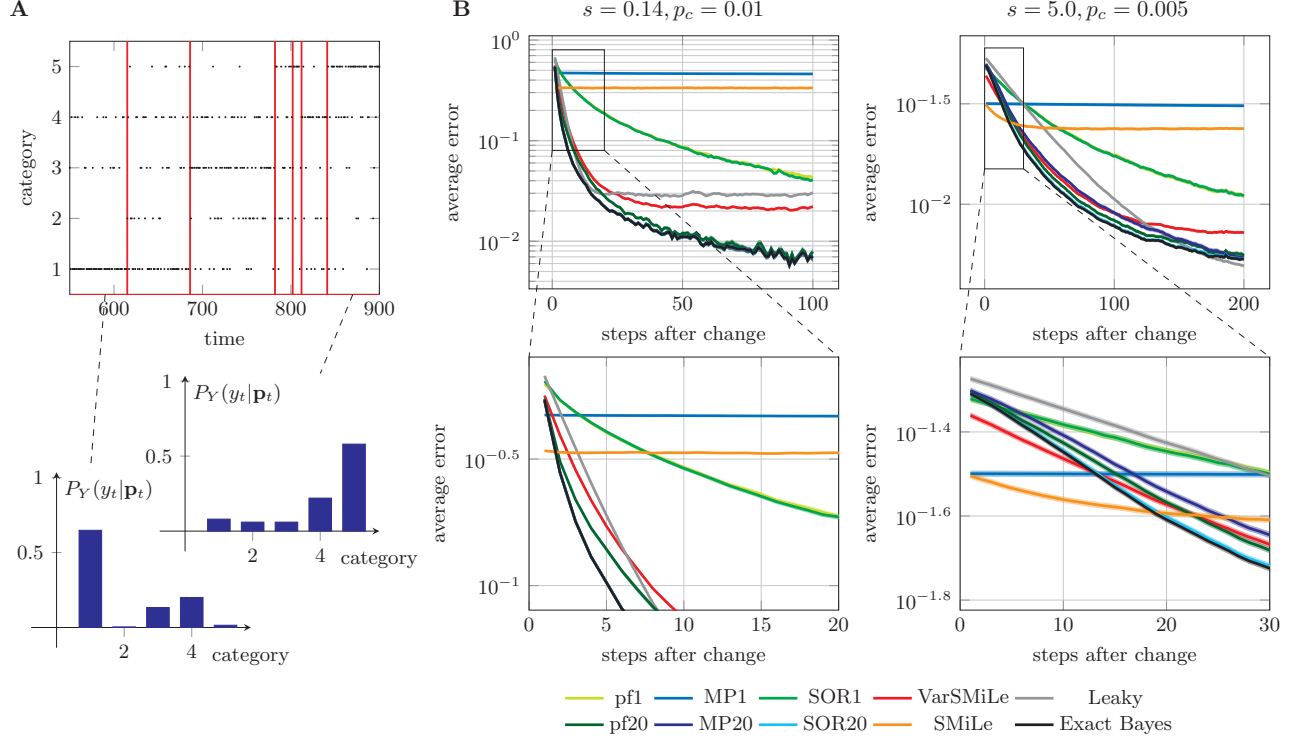 A
category
5
4
3
2
1
600 700 800 900
time
1
P_Y(y_t|𝐩_t)
0.5
2 4 category
1
P_Y(y_t|𝐩_t)
0.5
2 4 category
B
s = 0.14, p_c = 0.01
average error
10^0
10^−1
10^−2
0 50 100
steps after change
s = 5.0, p_c = 0.005
average error
10^−1.5
10^−2
0 100 200
steps after change
average error
10^−0.5
10^−1
0 5 10 15 20
steps after change
average error
10^−1.4
10^−1.6
10^−1.8
0 10 20 30
steps after change
pf1 MP1 SOR1 VarSMiLe Leaky
pf20 MP20 SOR20 SMiLe Exact Bayes